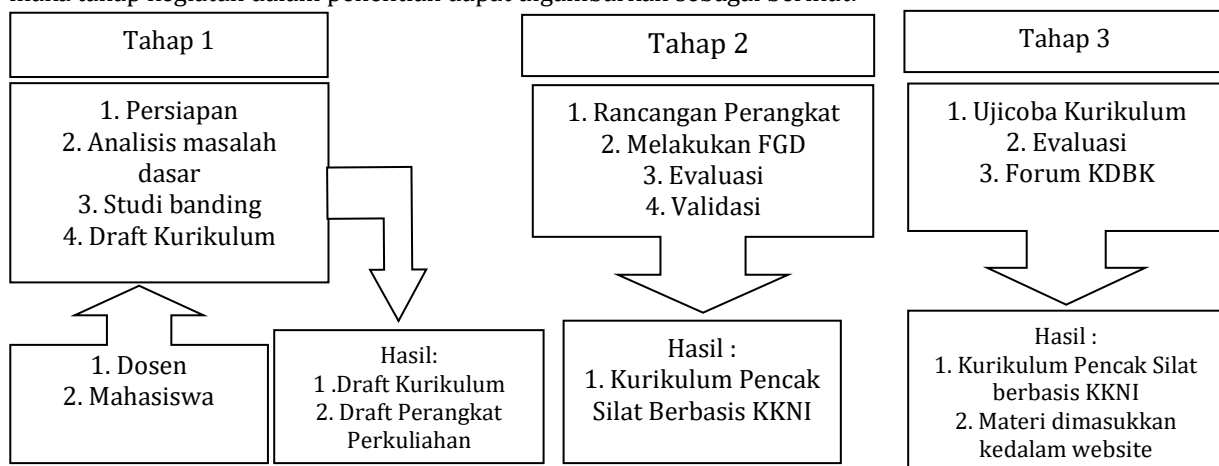 maka tahap kegiatan dalam penelitian dapat digambarkan sebagai berikut:
Tahap 1
1. Persiapan
2. Analisis masalah
dasar
3. Studi banding
4. Draft Kurikulum
1. Dosen
2. Mahasiswa
Hasil:
1 .Draft Kurikulum
2. Draft Perangkat
Perkuliahan
Tahap 2
1. Rancangan Perangkat
2. Melakukan FGD
3. Evaluasi
4. Validasi
Hasil :
1. Kurikulum Pencak
Silat Berbasis KKNI
Tahap 3
1. Ujicoba Kurikulum
2. Evaluasi
3. Forum KDBK
Hasil :
1. Kurikulum Pencak Silat
berbasis KKNI
2. Materi dimasukkan
kedalam website